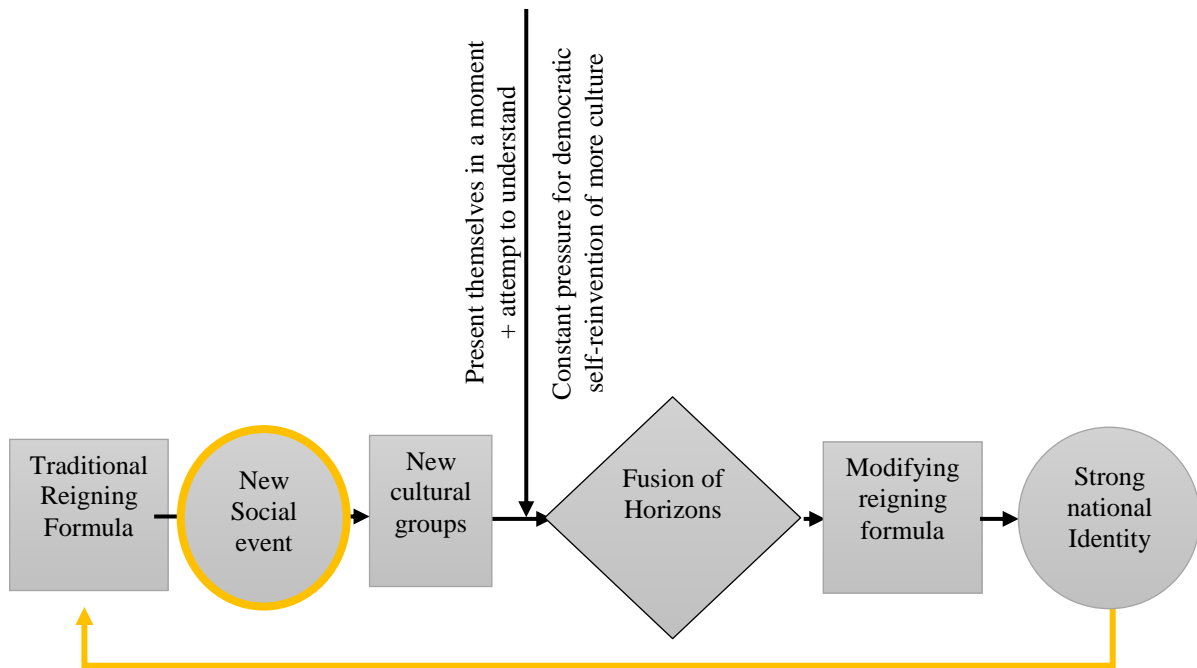 Present themselves in a moment
+ attempt to understand
Constant pressure for democratic
self-reinvention of more culture
Traditional
Reigning
Formula
New
Social
event
New
cultural
groups
Fusion of
Horizons
Modifying
reigning
formula
Strong
national
Identity